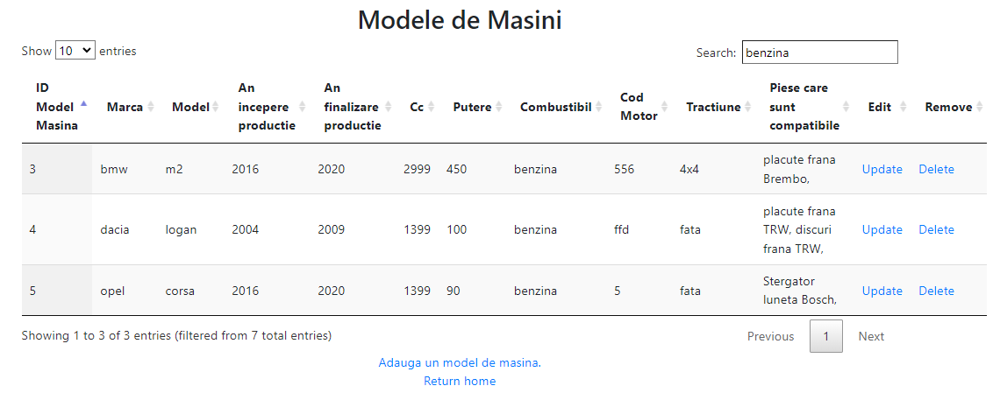 Modele de Masini
Show 10 entries
Search: benzina
ID Model Masina Marca Model An incepere productie An finalizare productie Cc Putere Combustibil Cod Motor Tractiune Piese care sunt compatibile Edit Remove
3 bmw m2 2016 2020 2999 450 benzina 556 4x4 placute frana Brembo, Update Delete
4 dacia logan 2004 2009 1399 100 benzina ffd fata placute frana TRW, discuri frana TRW, Update Delete
5 opel corsa 2016 2020 1399 90 benzina 5 fata Stergator luneta Bosch, Update Delete
Showing 1 to 3 of 3 entries (filtered from 7 total entries)
Previous 1 Next
Adauga un model de masina.
Return home